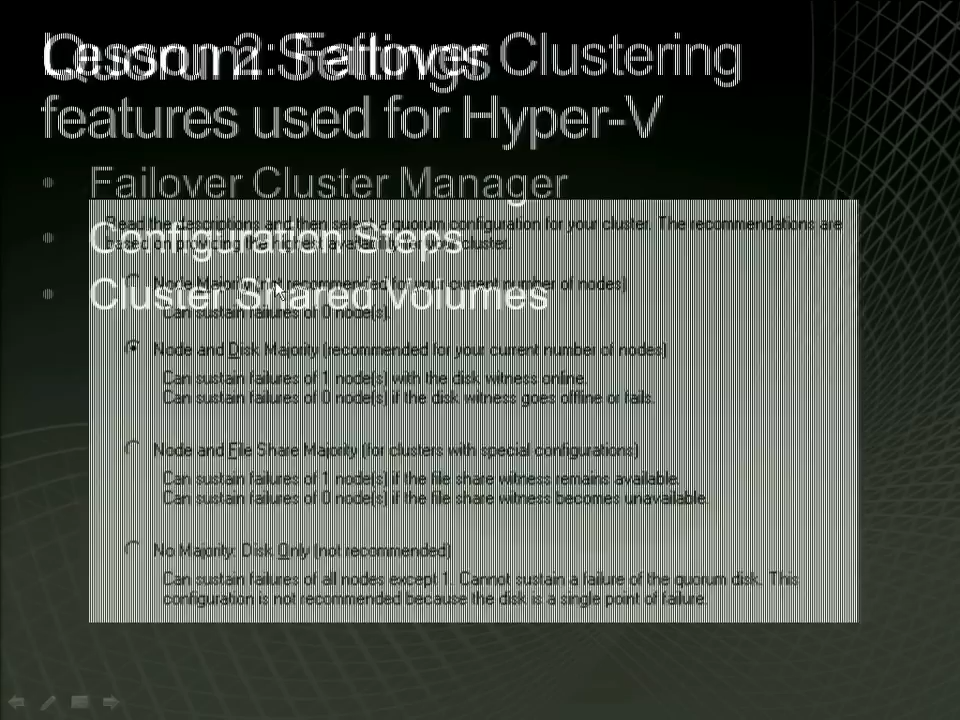 Quorum Settings
Lesson 2: Failover Clustering
features used for Hyper-V
Failover Cluster Manager
Configuration Steps
Cluster Shared Volumes
Read the descriptions and then select a quorum configuration for your cluster. The recommendations are
based on providing the highest availability for your cluster.
Node Majority (not recommended for your current number of nodes)
Can sustain failures of 0 node(s).
Node and Disk Majority (recommended for your current number of nodes)
Can sustain failures of 1 node(s) with the disk witness online.
Can sustain failures of 0 node(s) if the disk witness goes offline or fails.
Node and File Share Majority (for clusters with special configurations)
Can sustain failures of 1 node(s) if the file share witness remains available.
Can sustain failures of 0 node(s) if the file share witness becomes unavailable.
No Majority: Disk Only (not recommended)
Can sustain failures of all nodes except 1. Cannot sustain a failure of the quorum disk. This
configuration is not recommended because the disk is a single point of failure.